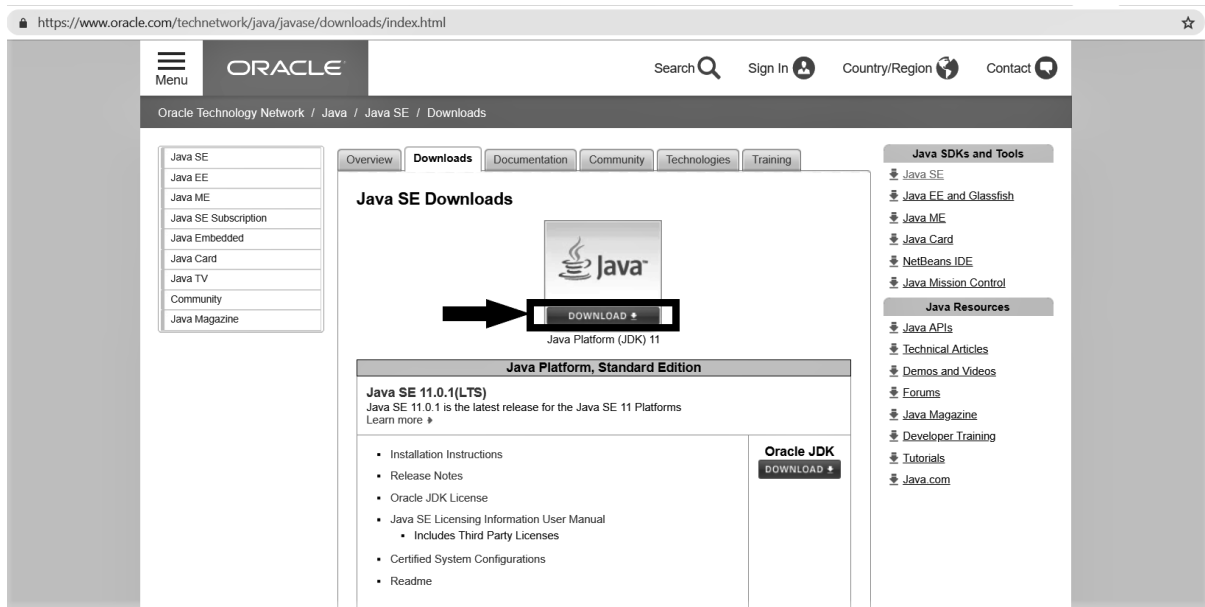 https://www.oracle.com/technetwork/java/javase/downloads/index.html
Menu
ORACLE
Search
Sign In
Country/Region
Contact
Oracle Technology Network / Java / Java SE / Downloads
Java SE
Java EE
Java ME
Java SE Subscription
Java Embedded
Java Card
Java TV
Community
Java Magazine
Overview
Downloads
Documentation
Community
Technologies
Training
Java SE Downloads
Java™
DOWNLOAD
Java Platform (JDK) 11
Java Platform, Standard Edition
Java SE 11.0.1(LTS)
Java SE 11.0.1 is the latest release for the Java SE 11 Platforms
Learn more
Installation Instructions
Release Notes
Oracle JDK License
Java SE Licensing Information User Manual
Includes Third Party Licenses
Certified System Configurations
Readme
Oracle JDK
DOWNLOAD
Java SDKs and Tools
Java SE
Java EE and Glassfish
Java ME
Java Card
NetBeans IDE
Java Mission Control
Java Resources
Java APIs
Technical Articles
Demos and Videos
Forums
Java Magazine
Developer Training
Tutorials
Java.com